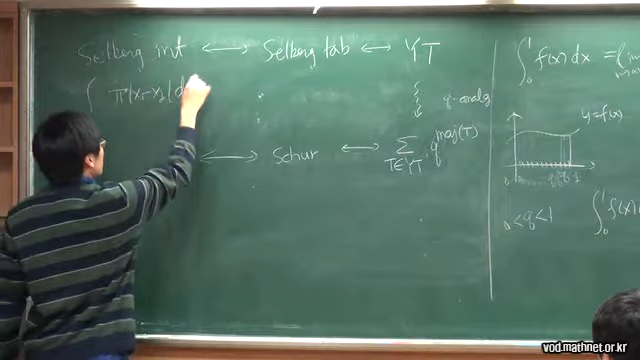 Selberg int ⟷ Selberg tab ⟷ YT
∫ π|xᵢ-xⱼ| d
q-analog
⟷ Schur ⟷ ∑_{T∈YT} q^{maj(T)}
∫₀¹ f(x) dx = lim
y=f(x)
0<q<1
∫₀¹ f(x)
vod.mathnet.or.kr